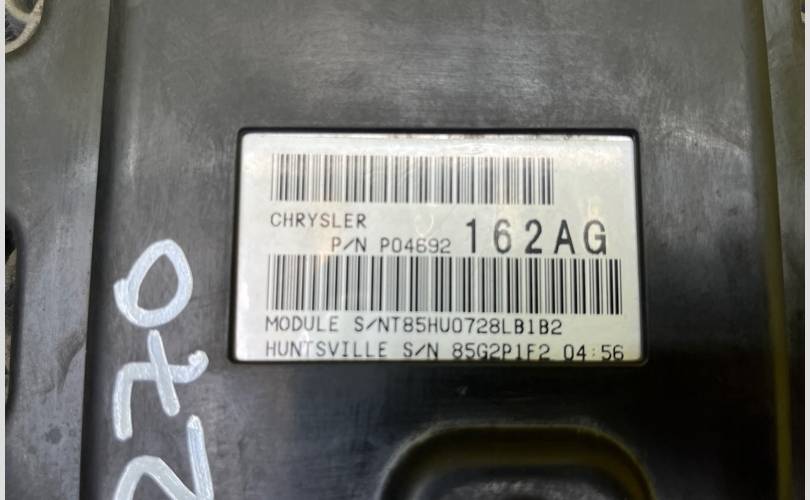 CHRYSLER
P/N P04692 162AG
MODULE S/NT85HU0728LB1B2
HUNTSVILLE S/N 85G2P1F2 04:56